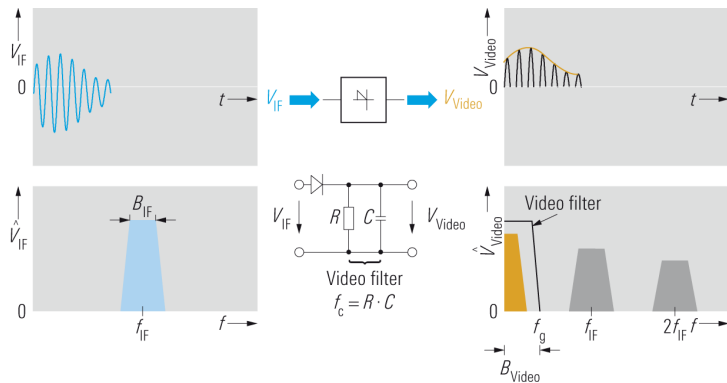 V_IF
0
t
V_IF
V_Video
V_Video
0
t
V̂_IF
B_IF
0
f_IF
f
V_IF
R
C
V_Video
Video filter
f_c = R · C
V̂_Video
Video filter
0
f_g
f_IF
2f_IF
f
B_Video